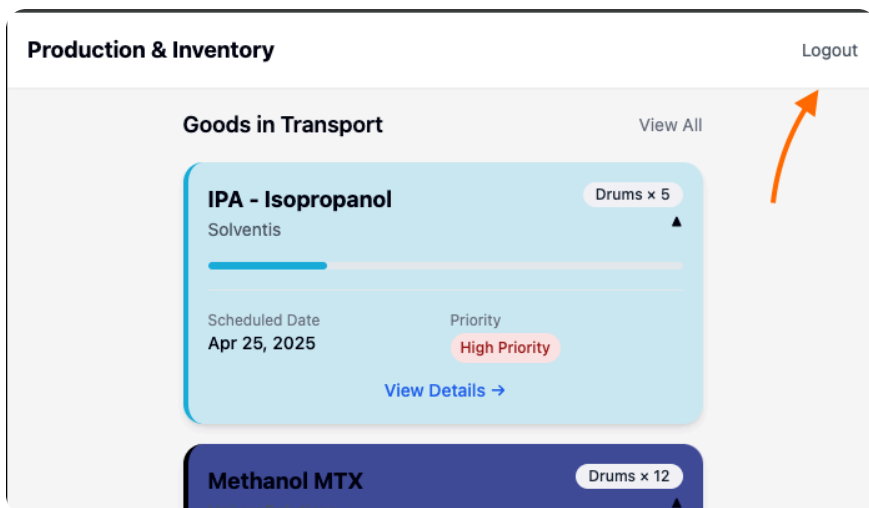 Production & Inventory
Logout
Goods in Transport
View All
IPA - Isopropanol
Drums × 5
Solventis
▲
Scheduled Date
Priority
Apr 25, 2025
High Priority
View Details →
Methanol MTX
Drums × 12
▲